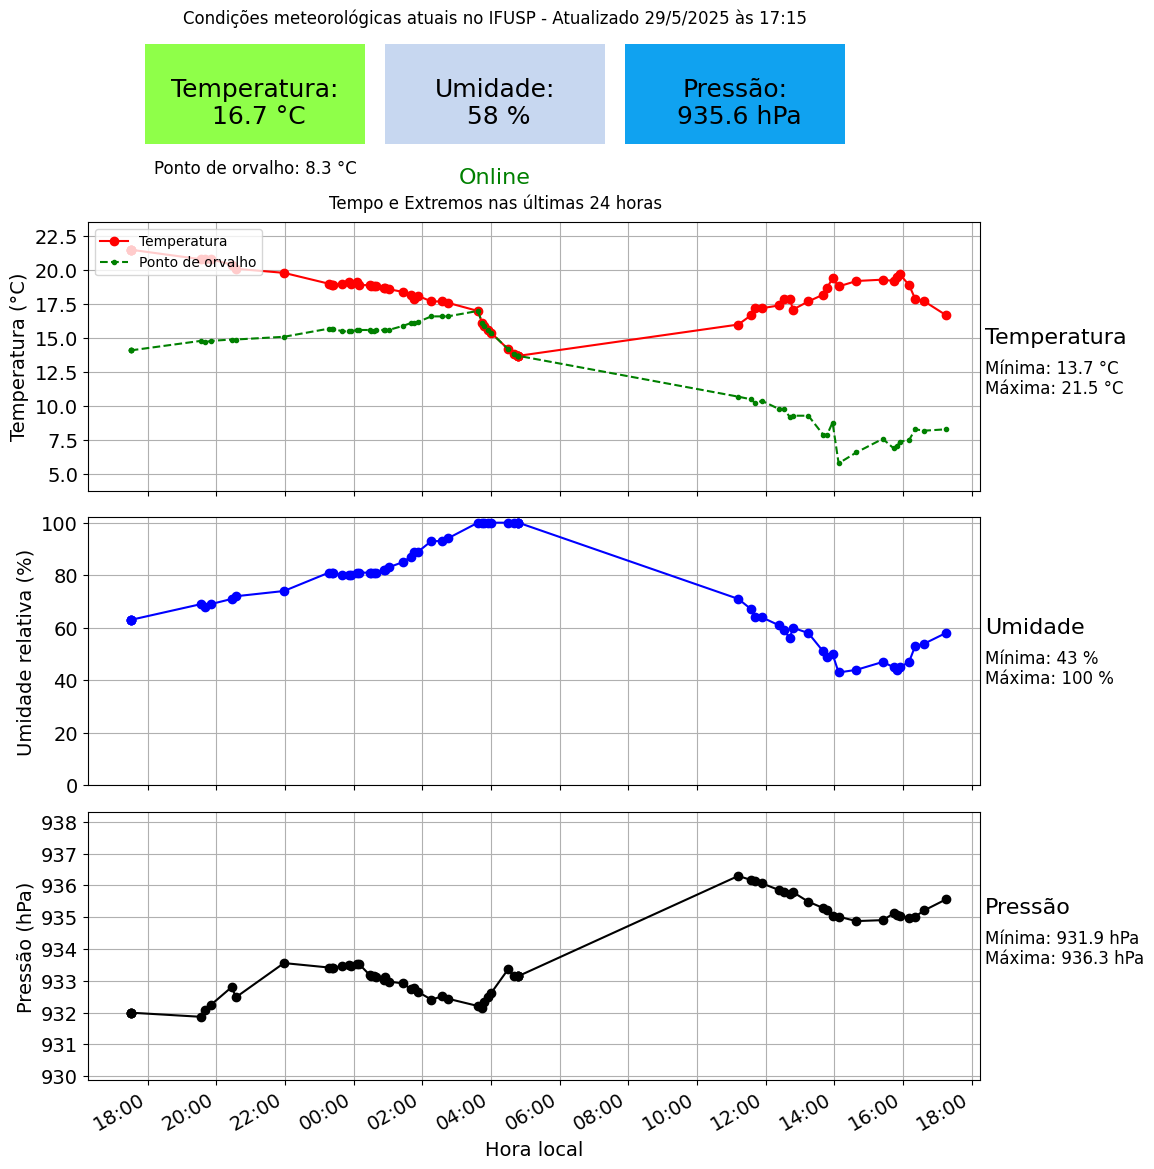 Condições meteorológicas atuais no IFUSP - Atualizado 29/5/2025 às 17:15
Temperatura:
16.7 °C
Umidade:
58 %
Pressão:
935.6 hPa
Ponto de orvalho: 8.3 °C
Online
Tempo e Extremos nas últimas 24 horas
Temperatura
Ponto de orvalho
Temperatura (°C)
22.5
20.0
17.5
15.0
12.5
10.0
7.5
5.0
Temperatura
Mínima: 13.7 °C
Máxima: 21.5 °C
Umidade relativa (%)
100
80
60
40
20
0
Umidade
Mínima: 43 %
Máxima: 100 %
Pressão (hPa)
938
937
936
935
934
933
932
931
930
Pressão
Mínima: 931.9 hPa
Máxima: 936.3 hPa
18:00 20:00 22:00 00:00 02:00 04:00 06:00 08:00 10:00 12:00 14:00 16:00 18:00
Hora local